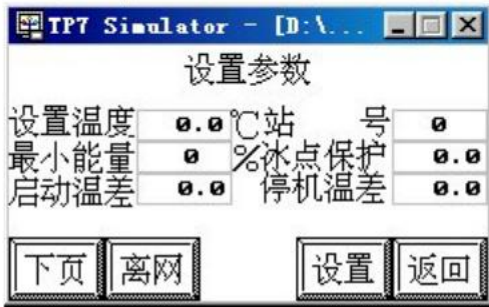 TP7 Simulator - [D:\...
设置参数
设置温度 0.0 ℃ 站 号 0
最小能量 0 % 冰点保护 0.0
启动温差 0.0 停机温差 0.0
下页 离网 设置 返回